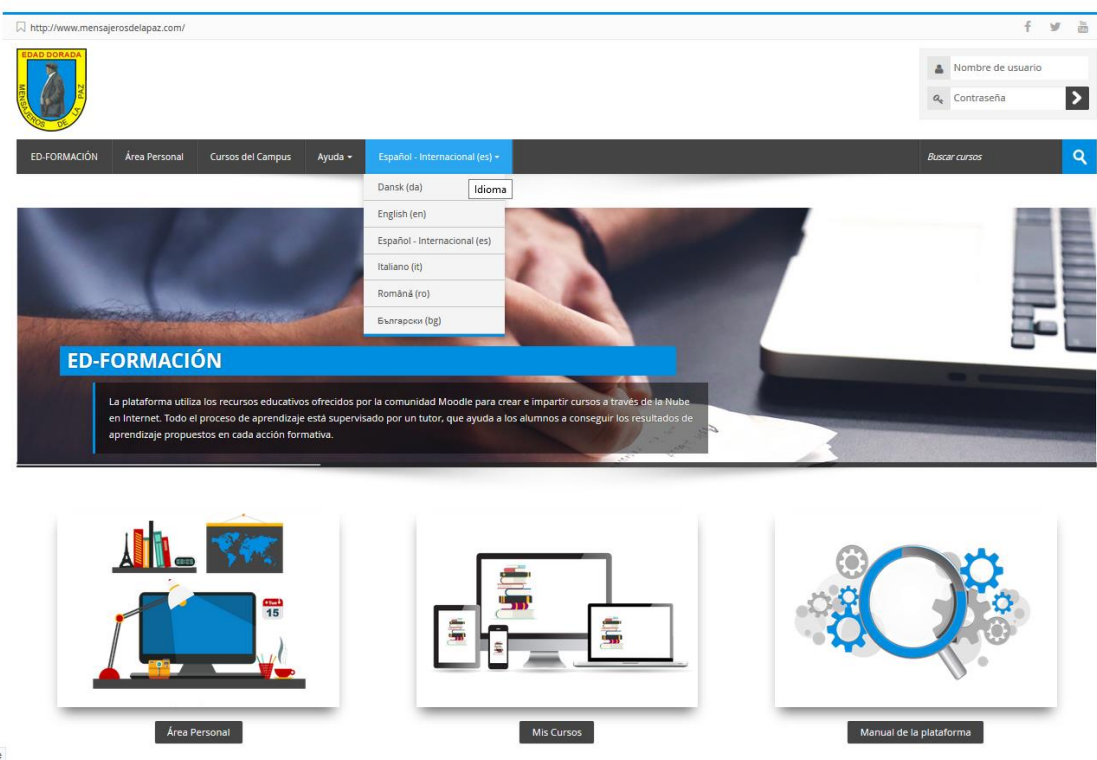 http://www.mensajerosdelapaz.com/
You
EDAD DORADA
MENSAJEROS DE LA PAZ
Nombre de usuario
Contraseña
ED-FORMACIÓN Área Personal Cursos del Campus Ayuda Español - Internacional (es) Buscar cursos
Dansk (da)
Idioma
English (en)
Español - Internacional (es)
Italiano (it)
Română (ro)
Български (bg)
ED-FORMACIÓN
La plataforma utiliza los recursos educativos ofrecidos por la comunidad Moodle para crear e impartir cursos a través de la Nube
en Internet. Todo el proceso de aprendizaje está supervisado por un tutor, que ayuda a los alumnos a conseguir los resultados de
aprendizaje propuestos en cada acción formativa.
15
Área Personal
Mis Cursos
Manual de la plataforma